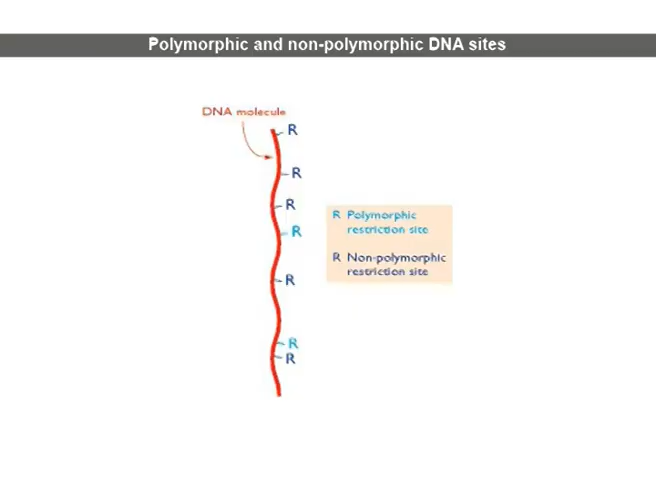 Polymorphic and non-polymorphic DNA sites
DNA molecule
R
R
R
R
R
R
R
R Polymorphic
restriction site
R Non-polymorphic
restriction site